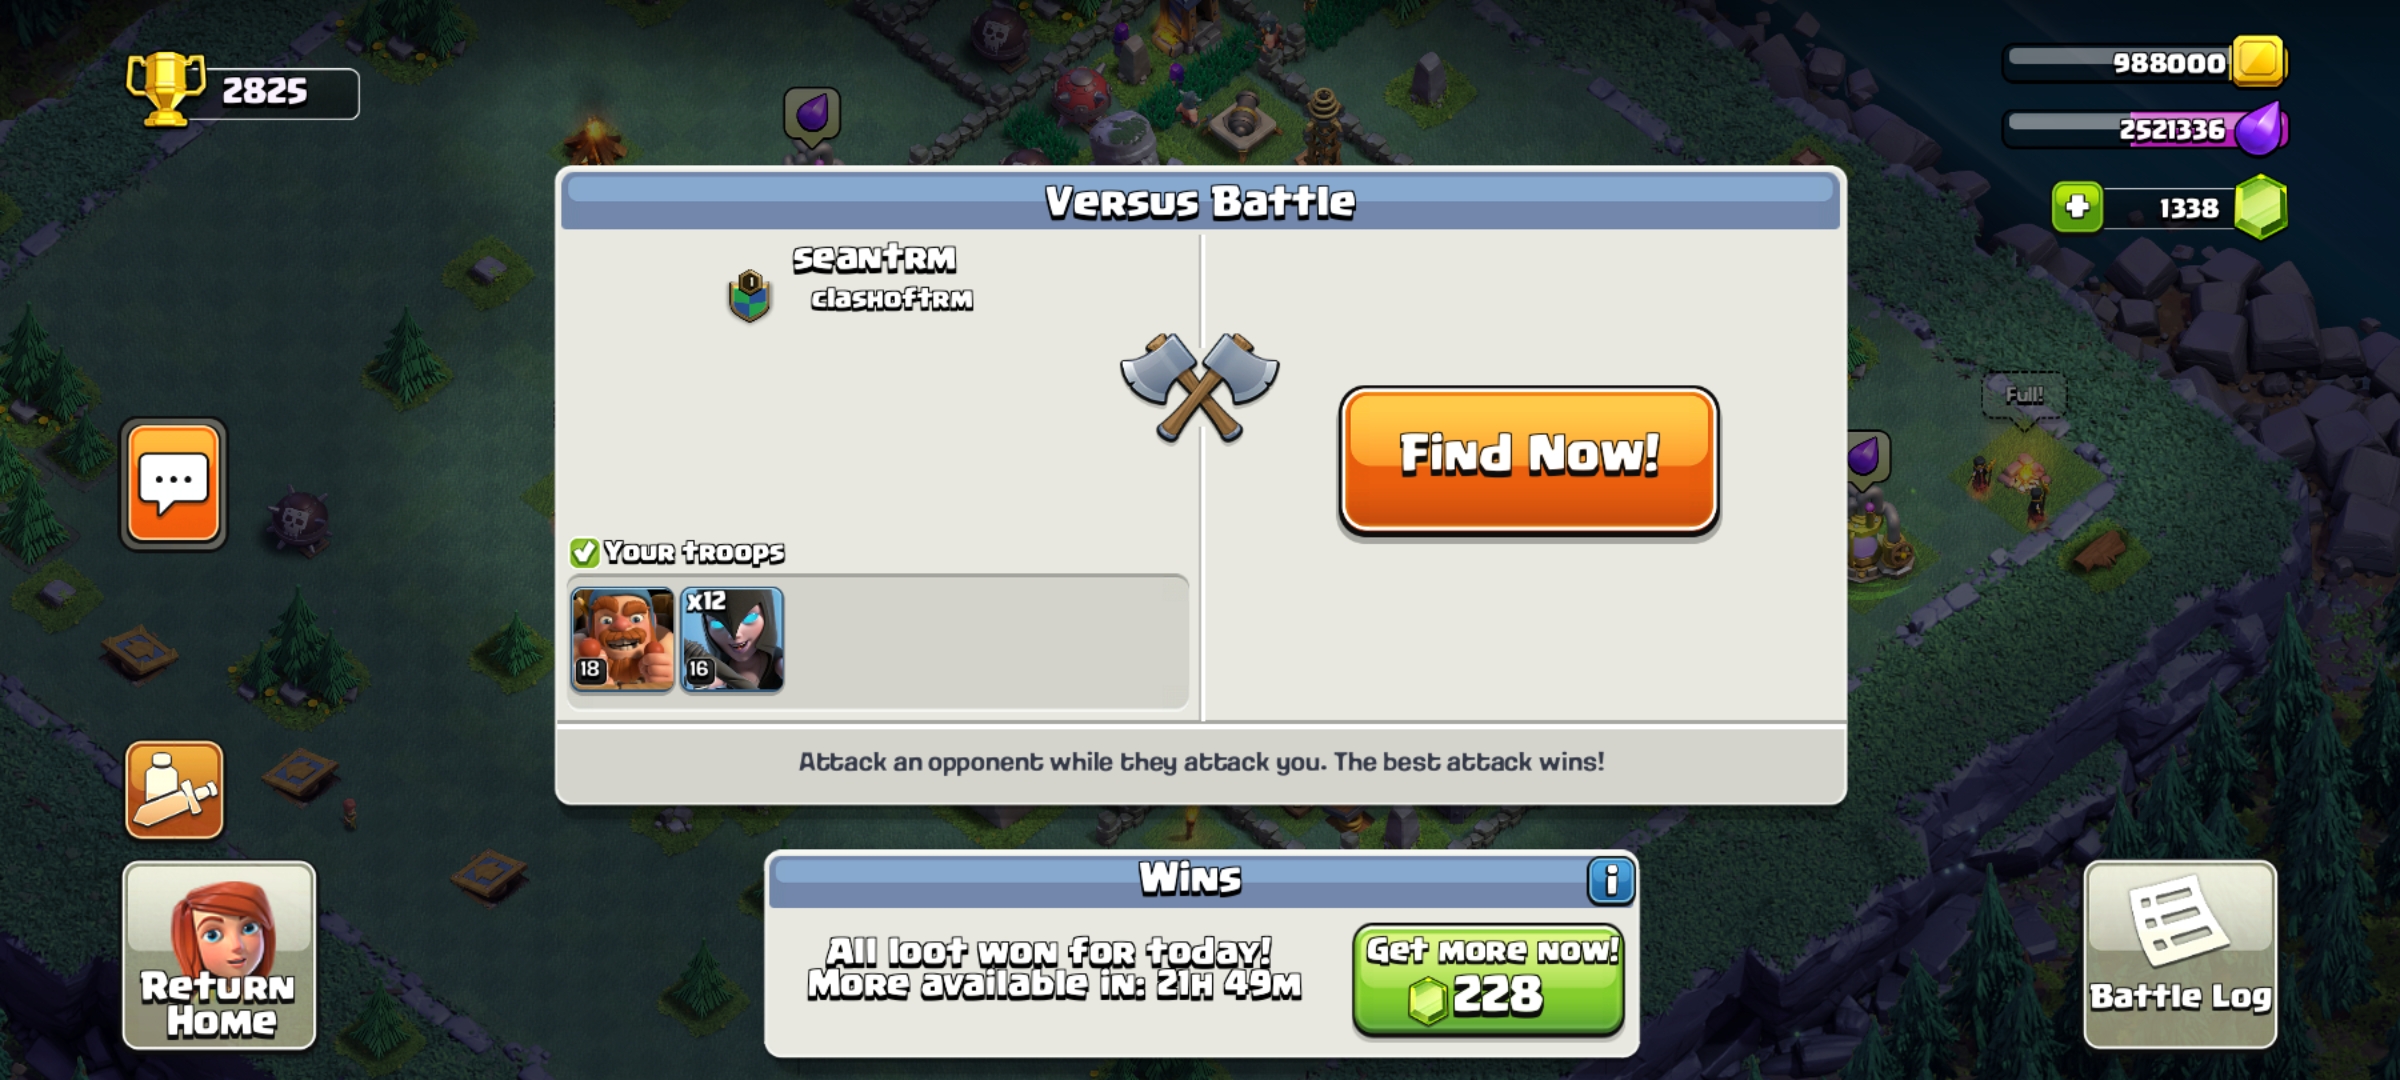 2825
988000
2521336
1338
Versus Battle
seantrm
1
clashoftrm
Find Now!
Full!
Your troops
18
x12
16
Attack an opponent while they attack you. The best attack wins!
Wins
i
All loot won for today!
More available in: 21H 49M
Get more now!
228
Return
Home
Battle Log